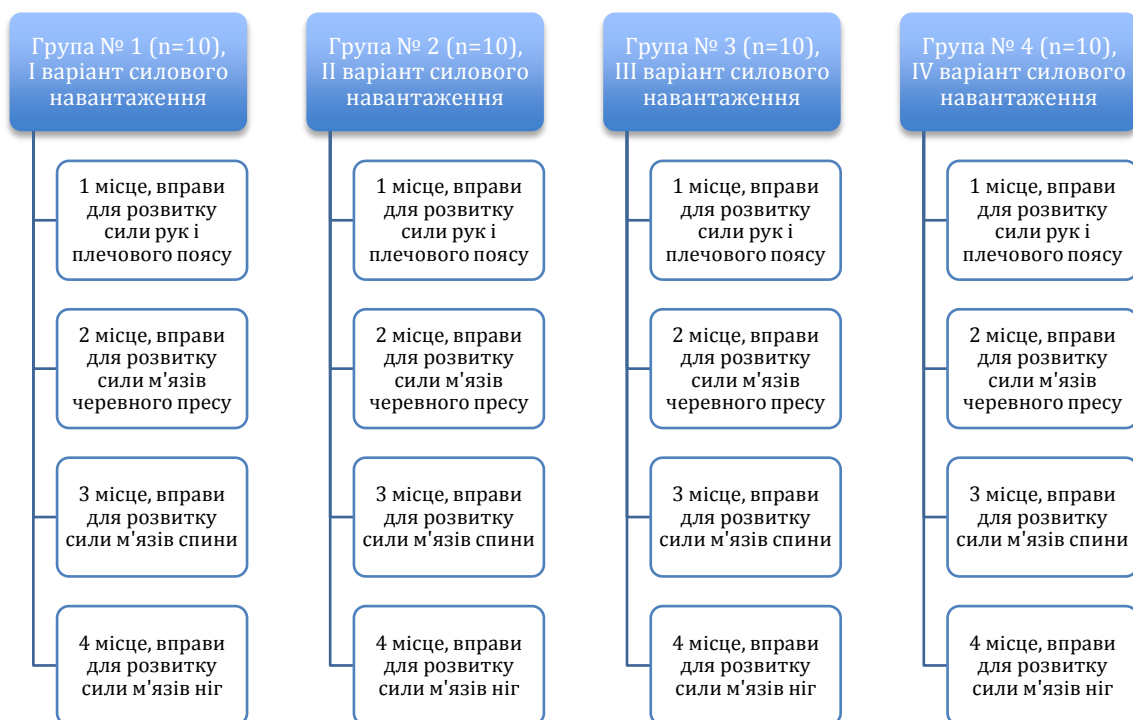 Група № 1 (n=10),
І варіант силового
навантаження
1 місце, вправи
для розвитку
сили рук і
плечового поясу
2 місце, вправи
для розвитку
сили м'язів
черевного пресу
3 місце, вправи
для розвитку
сили м'язів спини
4 місце, вправи
для розвитку
сили м'язів ніг
Група № 2 (n=10),
ІІ варіант силового
навантаження
1 місце, вправи
для розвитку
сили рук і
плечового поясу
2 місце, вправи
для розвитку
сили м'язів
черевного пресу
3 місце, вправи
для розвитку
сили м'язів спини
4 місце, вправи
для розвитку
сили м'язів ніг
Група № 3 (n=10),
ІІІ варіант силового
навантаження
1 місце, вправи
для розвитку
сили рук і
плечового поясу
2 місце, вправи
для розвитку
сили м'язів
черевного пресу
3 місце, вправи
для розвитку
сили м'язів спини
4 місце, вправи
для розвитку
сили м'язів ніг
Група № 4 (n=10),
IV варіант силового
навантаження
1 місце, вправи
для розвитку
сили рук і
плечового поясу
2 місце, вправи
для розвитку
сили м'язів
черевного пресу
3 місце, вправи
для розвитку
сили м'язів спини
4 місце, вправи
для розвитку
сили м'язів ніг